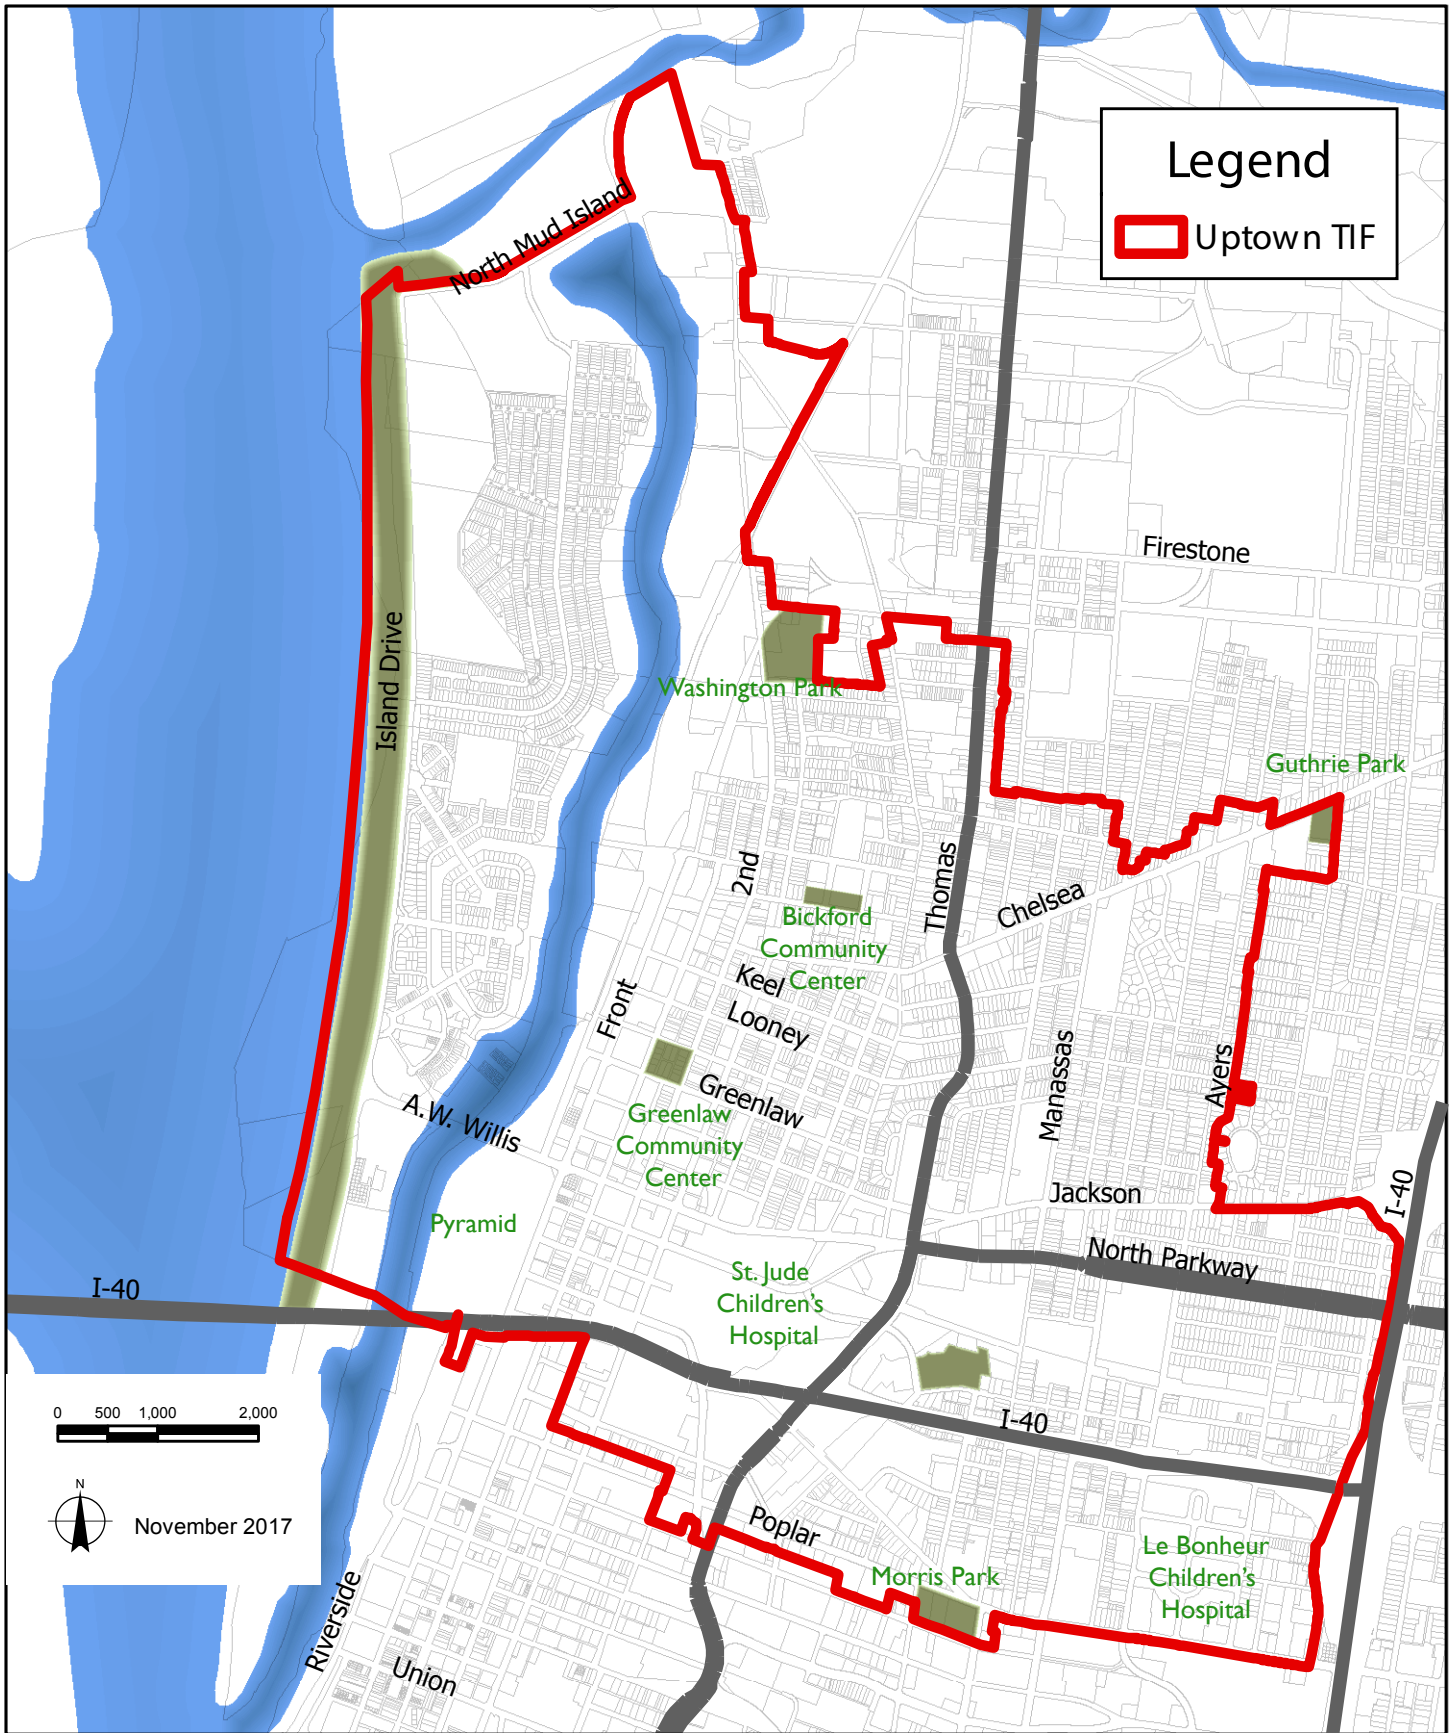 Legend
Uptown TIF
North Mud Island
Firestone
Island Drive
Washington Park
Guthrie Park
2nd
Thomas
Chelsea
Bickford
Community
Center
Keel
Looney
Front
Manassas
Ayers
Greenlaw
Greenlaw
Community
Center
A.W. Willis
Jackson
I-40
Pyramid
North Parkway
St. Jude
Children's
Hospital
I-40
0 500 1,000 2,000
I-40
N
November 2017
Poplar
Le Bonheur
Children's
Hospital
Morris Park
Riverside
Union